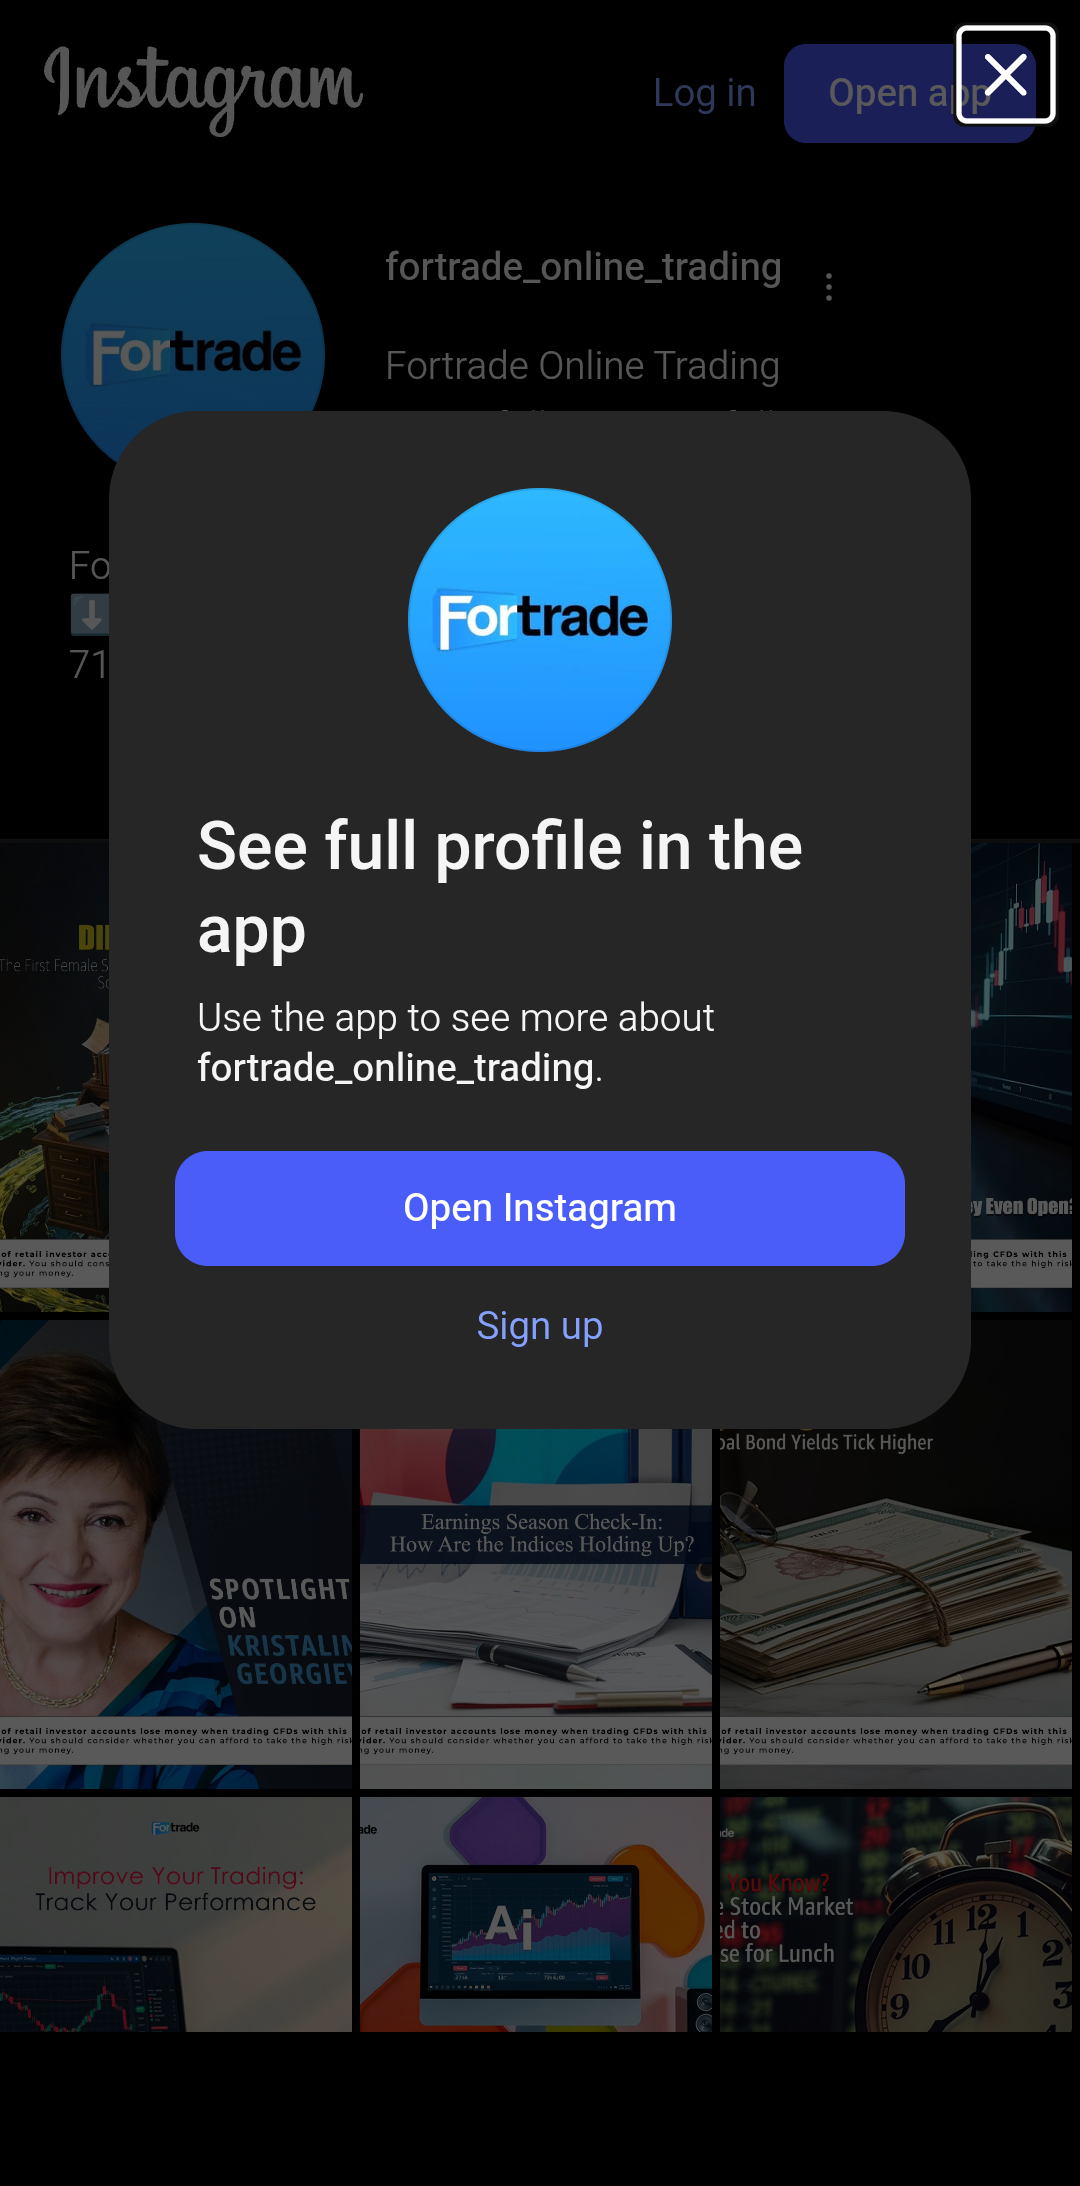 Instagram
Log in
Open app
fortrade_online_trading
Fortrade
Fortrade Online Trading
Fortrade
Fo
71
See full profile in the
app
Use the app to see more about
fortrade_online_trading.
Open Instagram
Sign up
The First Female
y Even Open?
of retail investor
You should
ng your money.
ing CFDs with this
to take the high risk
bal Bond Yields Tick Higher
Earnings Season Check-In:
How Are the Indices Holding Up?
SPOTLIGHT
ON
KRISTALIN
GEORGIEV
of retail investor accounts lose money when trading CFDs with this
vider. You should consider whether you can afford to take the high risk
ng your money.
of retail investor accounts lose money when trading CFDs with this
vider. You should consider whether you can afford to take the high risk
ng your money.
of retail investor accounts lose money when trading CFDs with this
vider. You should consider whether you can afford to take the high risk
ng your money.
Fortrade
Improve Your Trading:
Track Your Performance
ade
Ai
ade
You Know?
e Stock Market
ed to
se for Lunch
12
1
2
3
4
8
9
10
11